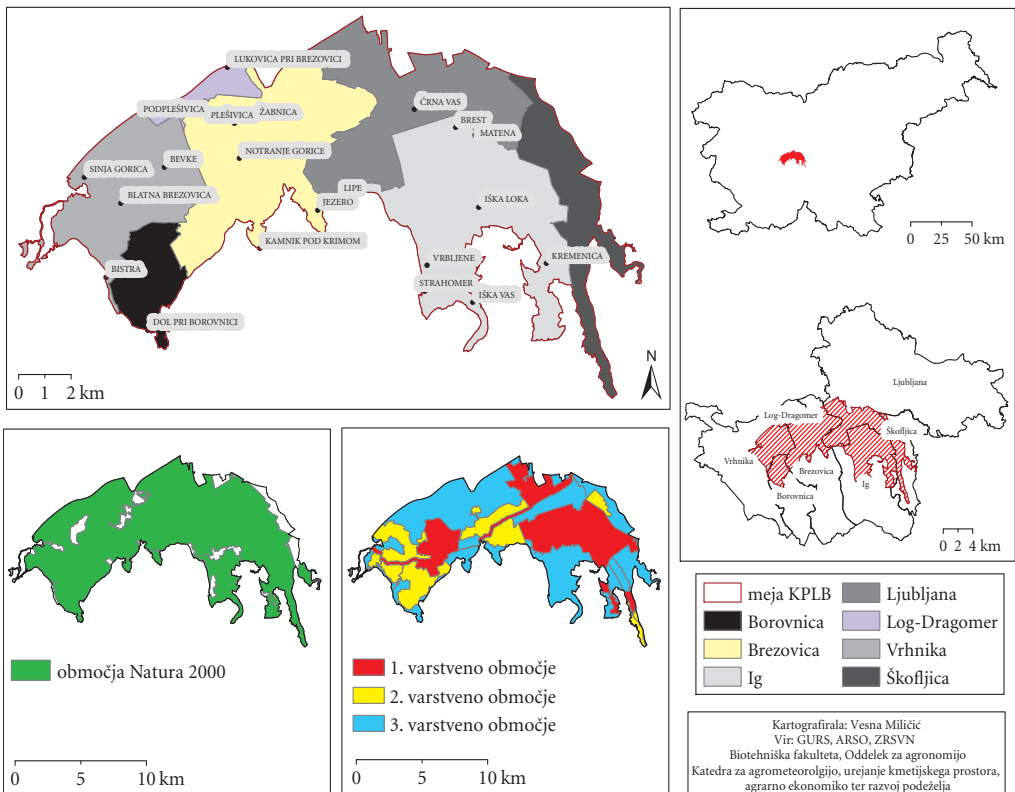 LUKOVICA PRI BREZOVICI
PODPLEŠIVICA
PLEŠIVICA
ŽABNICA
ČRNA VAS
BREST
MATENA
NOTRANJE GORICE
BEVKE
SINJA GORICA
BLATNA BREZOVICA
LIPE
JEZERO
IŠKA LOKA
KAMNIK POD KRIMOM
VRBLJENE
KREMENICA
BISTRA
STRAHOMER
IŠKA VAS
DOL PRI BOROVNICI
0 1 2 km
N
0 25 50 km
Ljubljana
Log-Dragomer
Škofljica
Vrhnika
Brezovica
Ig
Borovnica
0 2 4 km
območja Natura 2000
0 5 10 km
1. varstveno območje
2. varstveno območje
3. varstveno območje
0 5 10 km
meja KPLB
Borovnica
Brezovica
Ig
Ljubljana
Log-Dragomer
Vrhnika
Škofljica
Kartografirala: Vesna Miličić
Vir: GURS, ARSO, ZRSVN
Biotehniška fakulteta, Oddelek za agronomijo
Katedra za agrometeorolgijo, urejanje kmetijskega prostora,
agrarno ekonomiko ter razvoj podeželja